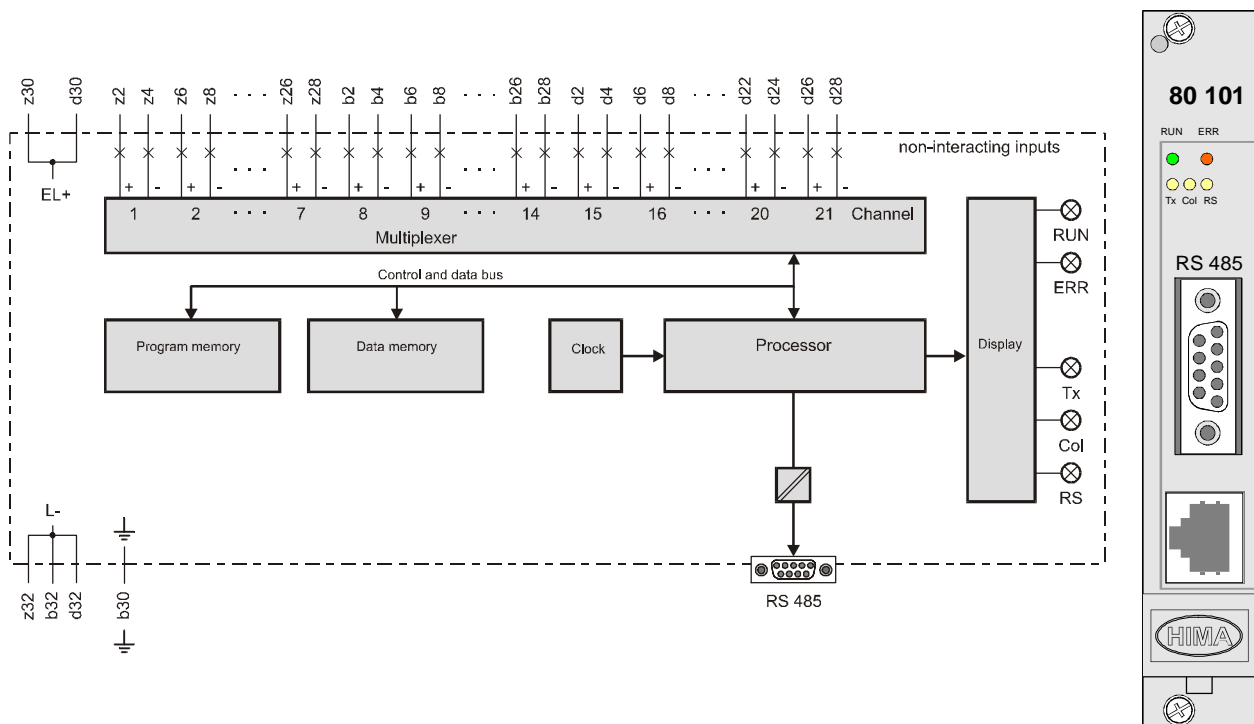 z30 d30 z2 z4 z6 z8 · · · · z26 z28 b2 b4 b6 b8 · · · · b26 b28 d2 d4 d6 d8 · · · · d22 d24 d26 d28
non-interacting inputs
EL+
+ - + - · · · · + - + - + - · · · · + - + - + - · · · · + - + -
1 2 · · · · 7 8 9 · · · · 14 15 16 · · · · 20 21 Channel
Multiplexer
Control and data bus
Program memory
Data memory
Clock
Processor
Display
RUN
ERR
Tx
Col
RS
L-
z32 b32 d32 b30
RS 485
80 101
RUN ERR
Tx Col RS
RS 485
HIMA